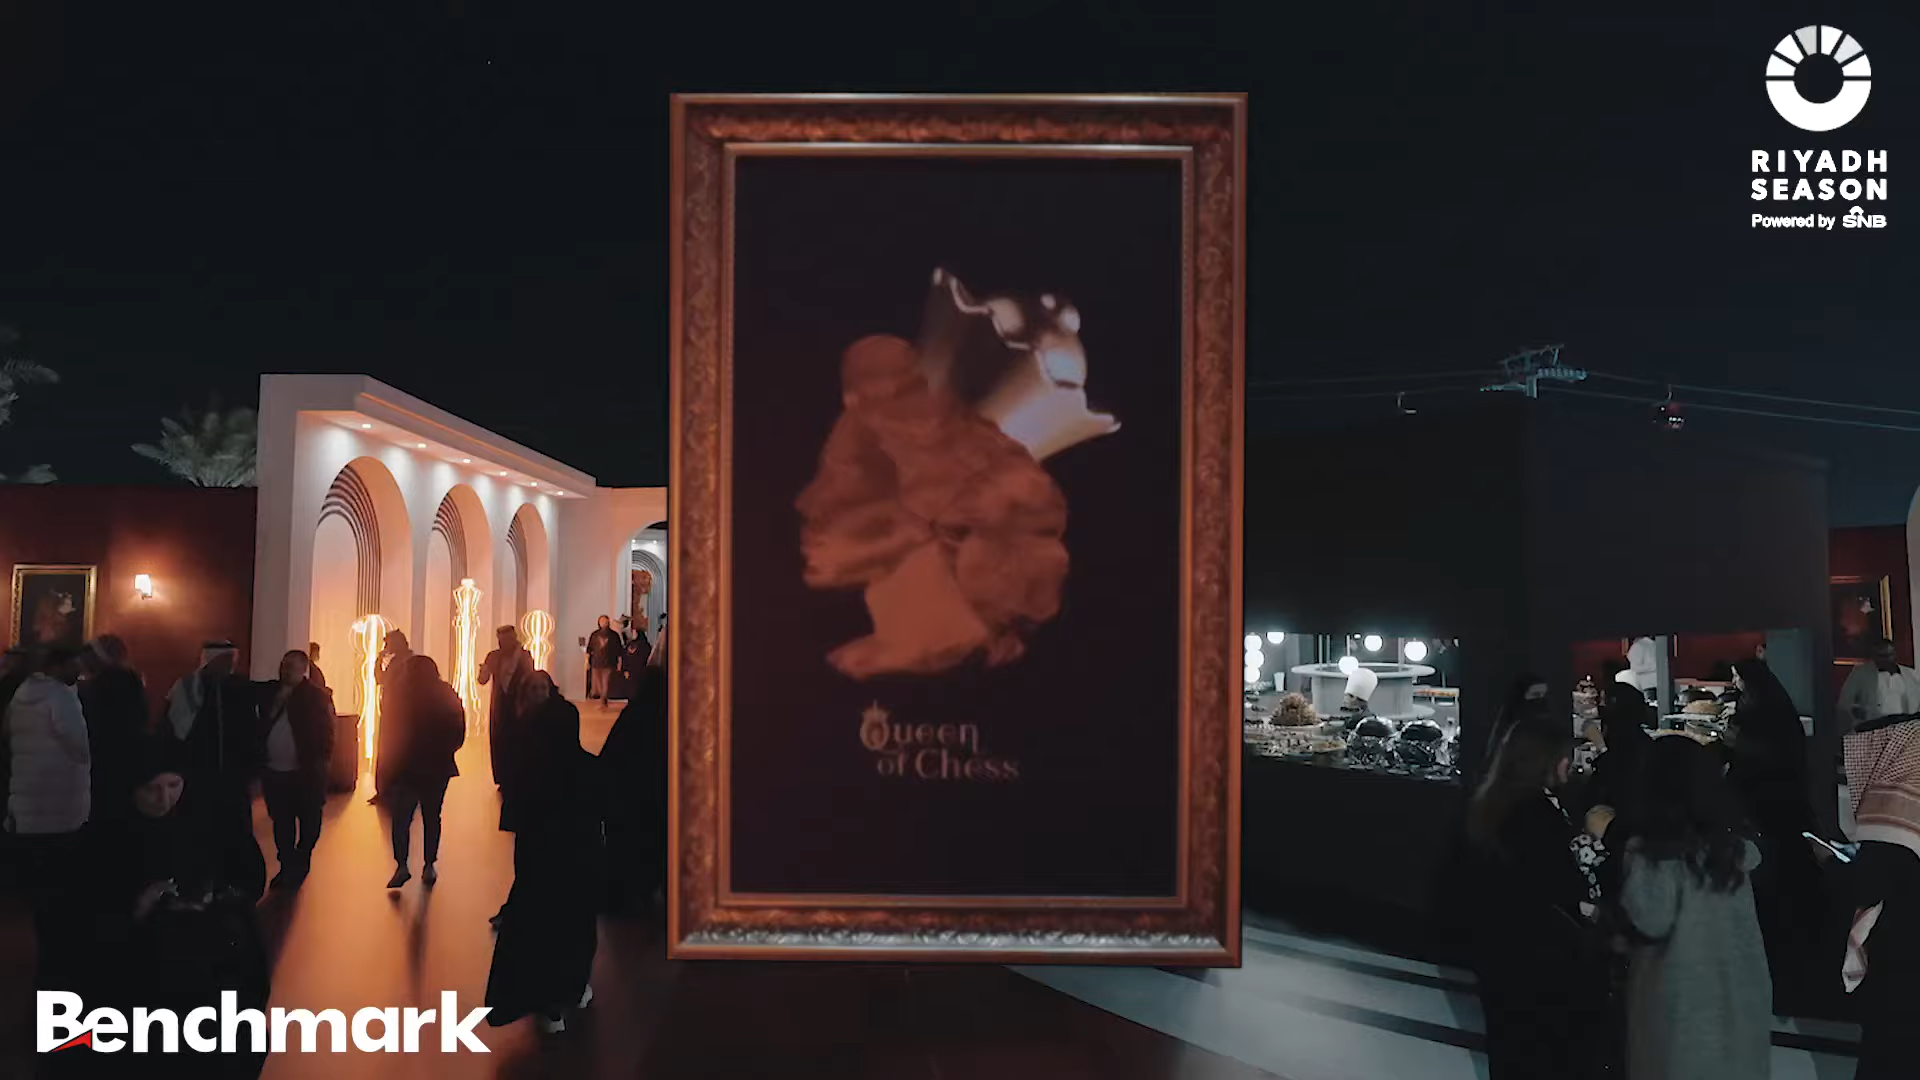 RIYADH
SEASON
Powered by SNB
Queen
of Chess
Benchmark